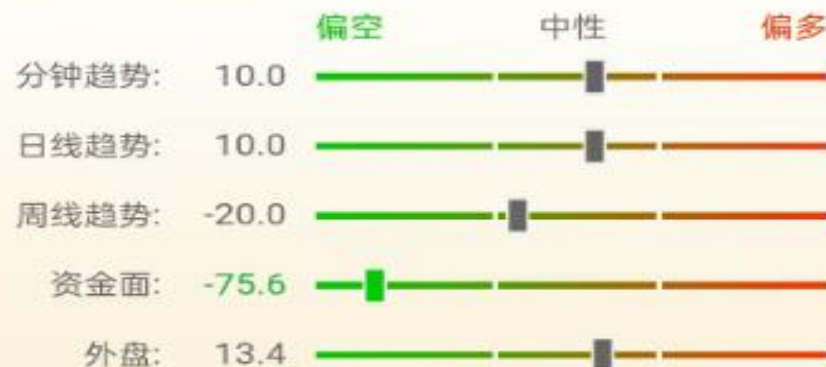 偏空 中性 偏多
分钟趋势: 10.0
日线趋势: 10.0
周线趋势: -20.0
资金面: -75.6
外盘: 13.4